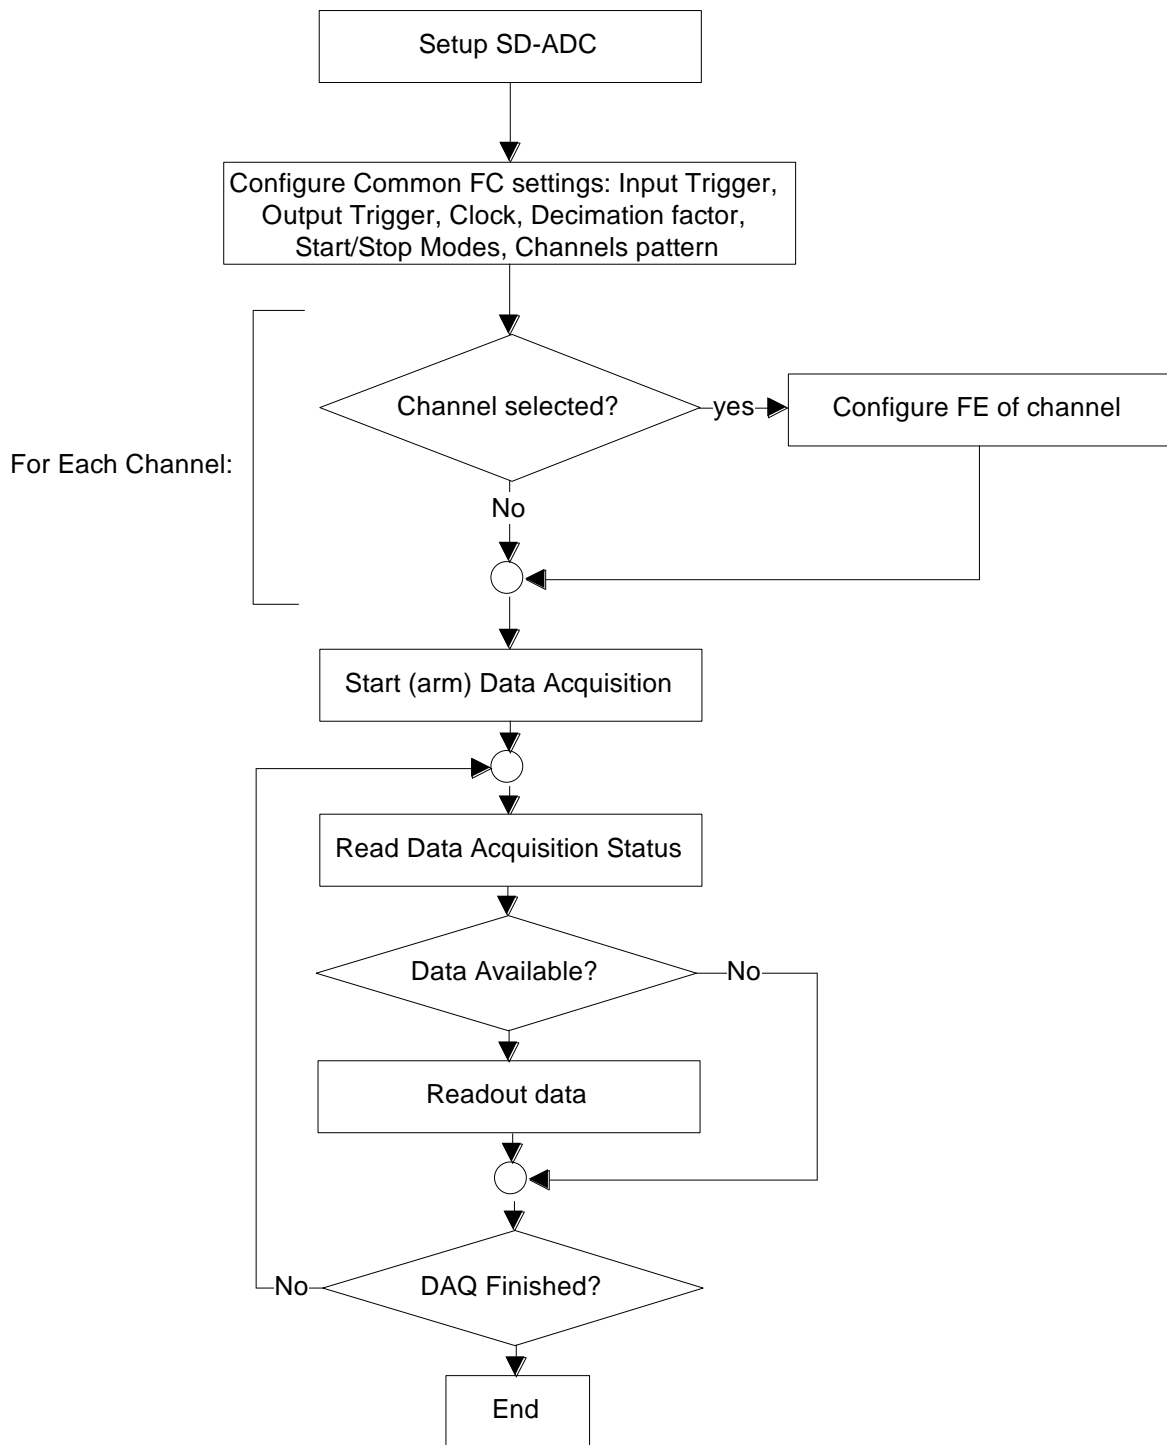 Setup SD-ADC
Configure Common FC settings: Input Trigger,
Output Trigger, Clock, Decimation factor,
Start/Stop Modes, Channels pattern
Channel selected?
yes
Configure FE of channel
For Each Channel:
No
Start (arm) Data Acquisition
Read Data Acquisition Status
Data Available?
No
Readout data
No
DAQ Finished?
End